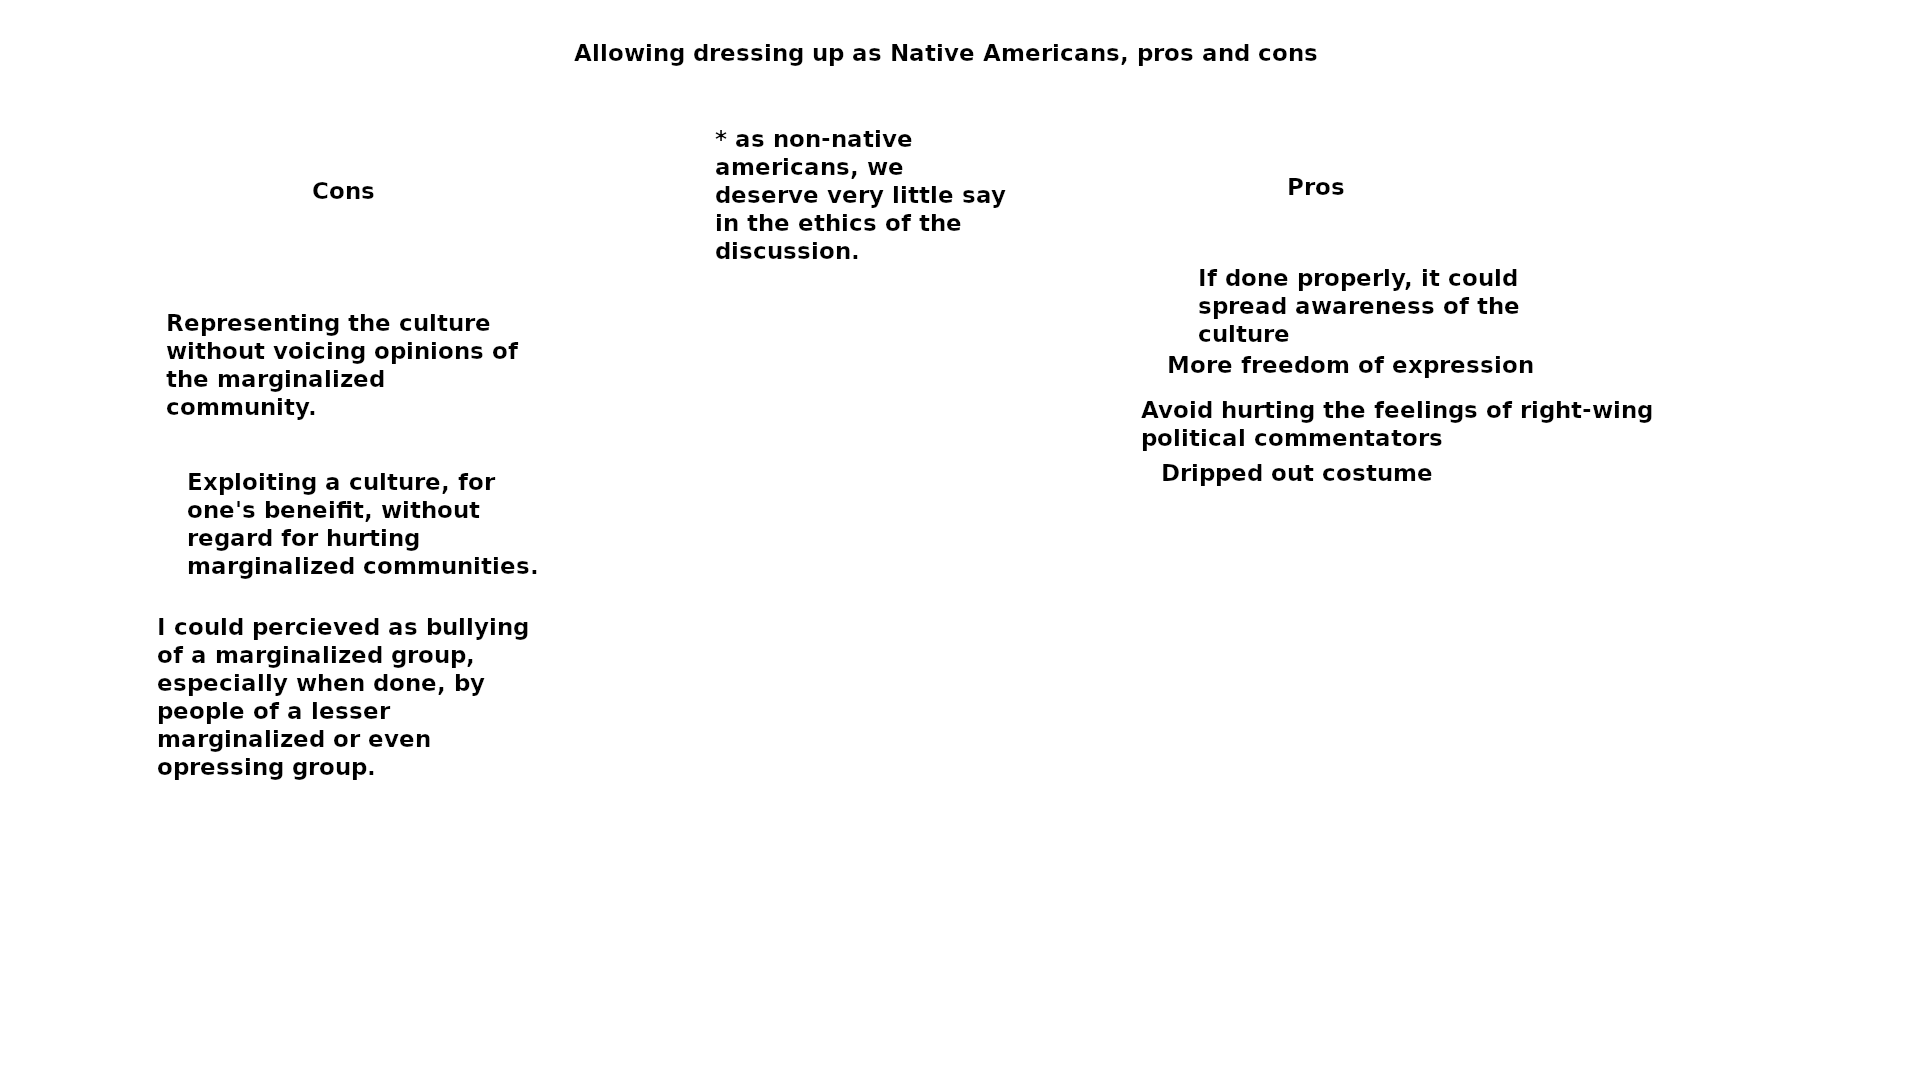 Allowing dressing up as Native Americans, pros and cons
* as non-native
americans, we
deserve very little say
in the ethics of the
discussion.
Cons
Representing the culture
without voicing opinions of
the marginalized
community.
Exploiting a culture, for
one's beneifit, without
regard for hurting
marginalized communities.
I could percieved as bullying
of a marginalized group,
especially when done, by
people of a lesser
marginalized or even
opressing group.
Pros
If done properly, it could
spread awareness of the
culture
More freedom of expression
Avoid hurting the feelings of right-wing
political commentators
Dripped out costume